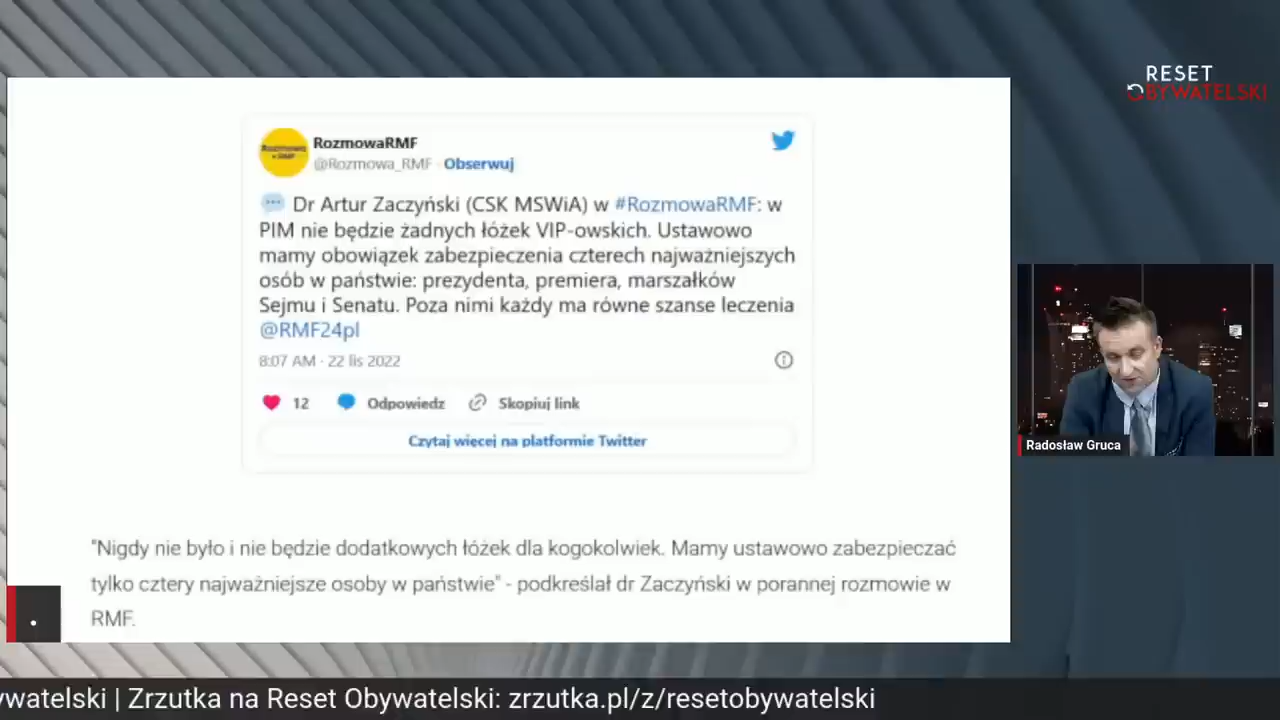 RESET
OBYWATELSKI
RozmowaRMF
@Rozmowa_RMF · Obserwuj
Dr Artur Zaczyński (CSK MSWiA) w #RozmowaRMF: w
PIM nie będzie żadnych łóżek VIP-owskich. Ustawowo
mamy obowiązek zabezpieczenia czterech najważniejszych
osób w państwie: prezydenta, premiera, marszałków
Sejmu i Senatu. Poza nimi każdy ma równe szanse leczenia
@RMF24pl
8:07 AM · 22 lis 2022
12 Odpowiedz Skopiuj link
Czytaj więcej na platformie Twitter
"Nigdy nie było i nie będzie dodatkowych łóżek dla kogokolwiek. Mamy ustawowo zabezpieczać
tylko cztery najważniejsze osoby w państwie" - podkreślał dr Zaczyński w porannej rozmowie w
RMF.
Radosław Gruca
.
ywatelski | Zrzutka na Reset Obywatelski: zrzutka.pl/z/resetobywatelski